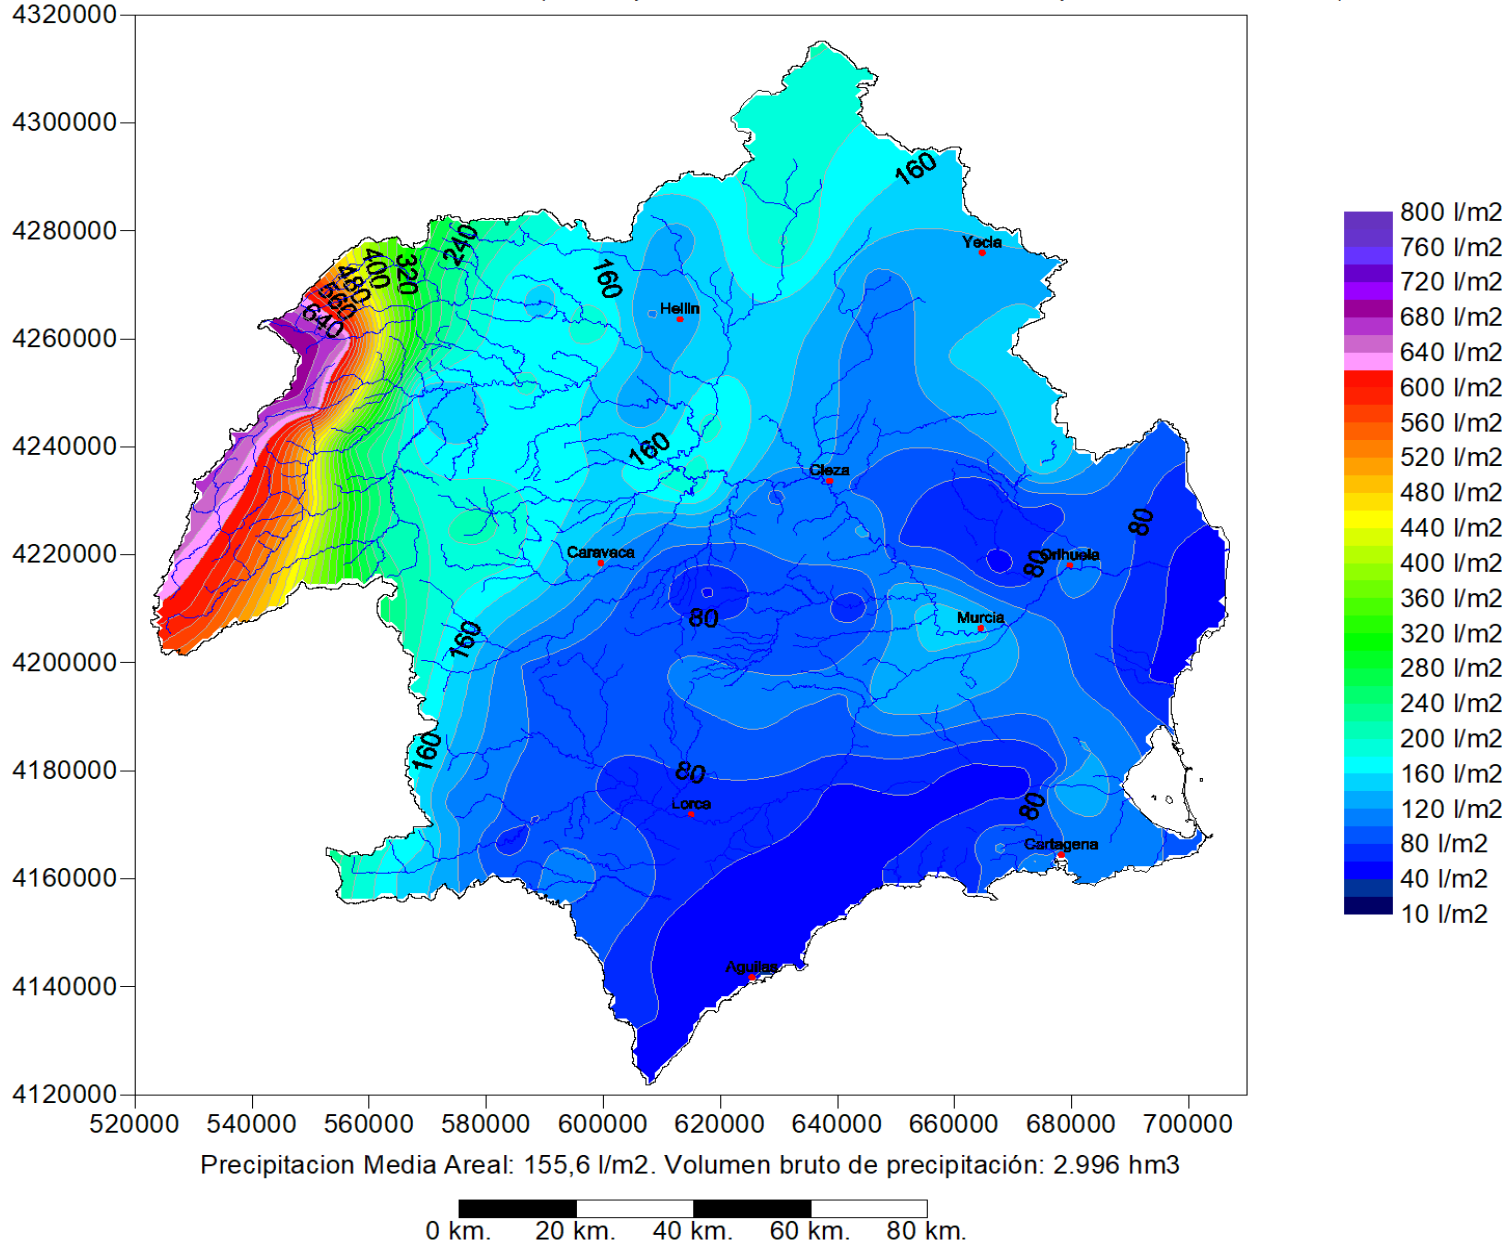 4320000
4300000
160
4280000
240
Yecla
400
320
480
560
160
800 l/m2
760 l/m2
720 l/m2
680 l/m2
640 l/m2
600 l/m2
560 l/m2
520 l/m2
480 l/m2
440 l/m2
400 l/m2
360 l/m2
320 l/m2
280 l/m2
240 l/m2
200 l/m2
160 l/m2
120 l/m2
80 l/m2
40 l/m2
10 l/m2
Hellin
640
4260000
4240000
160
Cieza
80
4220000
Caravaca
80
Orihuela
80
Murcia
160
4200000
160
4180000
80
Lorca
80
Cartagena
4160000
Aguilas
4140000
4120000
520000 540000 560000 580000 600000 620000 640000 660000 680000 700000
Precipitacion Media Areal: 155,6 l/m2. Volumen bruto de precipitación: 2.996 hm3
0 km. 20 km. 40 km. 60 km. 80 km.